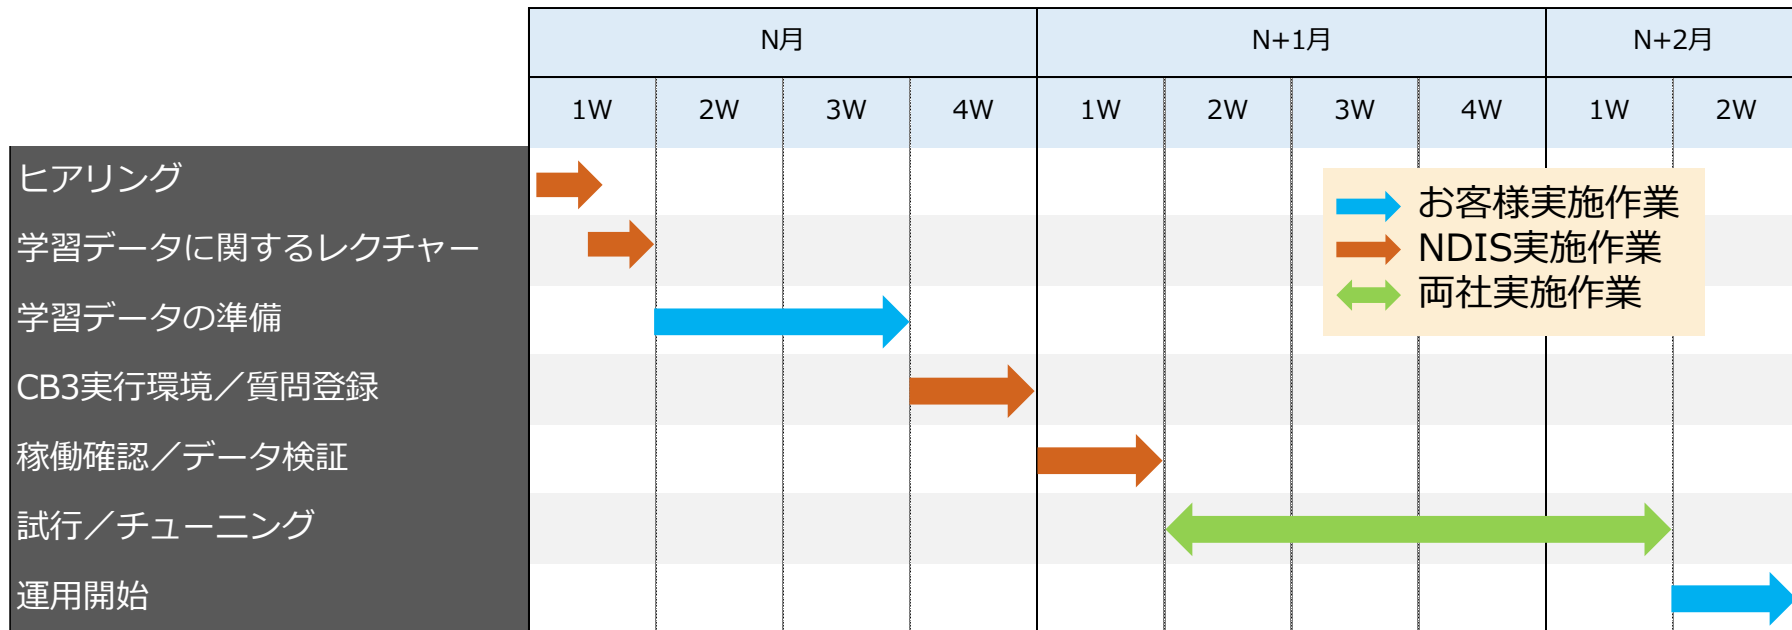 N月 N+1月 N+2月
1W 2W 3W 4W 1W 2W 3W 4W 1W 2W
ヒアリング
学習データに関するレクチャー
学習データの準備
CB3実行環境／質問登録
稼働確認／データ検証
試行／チューニング
運用開始
お客様実施作業
NDIS実施作業
両社実施作業